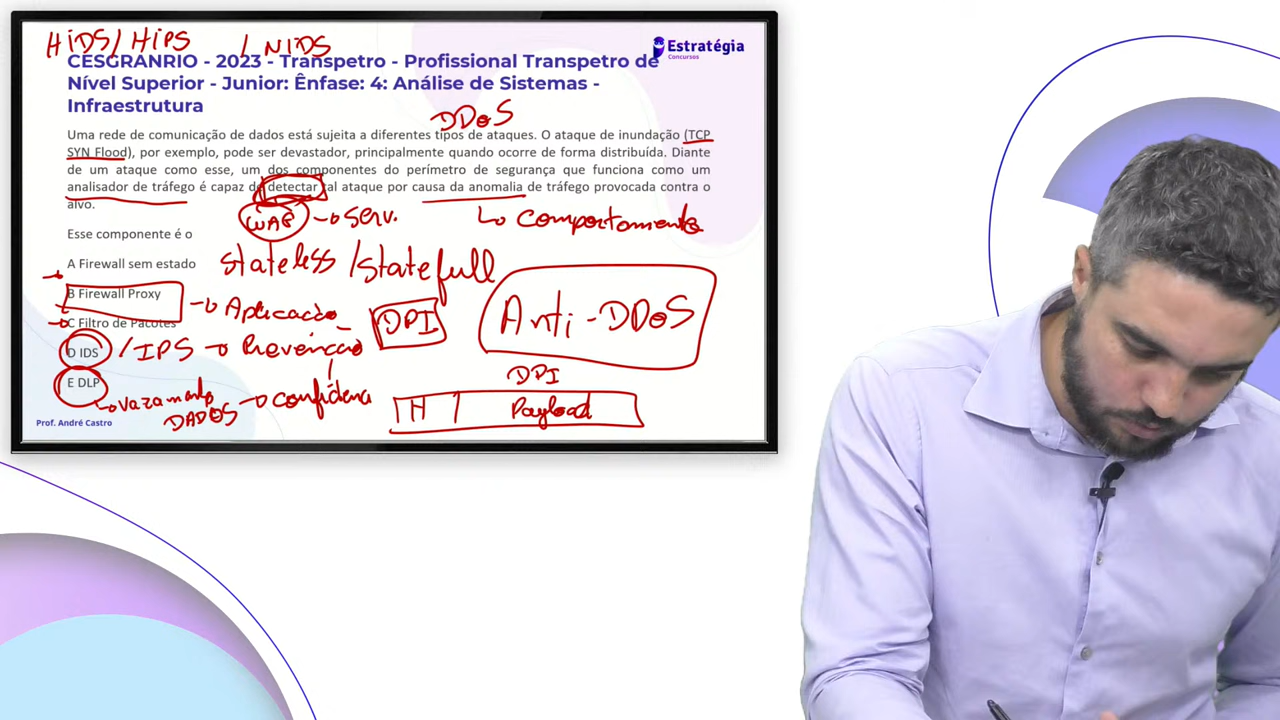 HiDS / HiPS / NIDS
Estratégia
Concursos
CESGRANRIO - 2023 - Transpetro - Profissional Transpetro de
Nível Superior - Junior: Ênfase: 4: Análise de Sistemas -
Infraestrutura
DDoS
Uma rede de comunicação de dados está sujeita a diferentes tipos de ataques. O ataque de inundação (TCP
SYN Flood), por exemplo, pode ser devastador, principalmente quando ocorre de forma distribuída. Diante
de um ataque como esse, um dos componentes do perímetro de segurança que funciona como um
analisador de tráfego é capaz de detectar tal ataque por causa da anomalia de tráfego provocada contra o
alvo.
serv.
comportamento
Esse componente é o
A Firewall sem estado
stateless / statefull
B Firewall Proxy
Aplicação
DPI
Anti-DDoS
C Filtro de Pacotes
D IDS / IPS Prevenção
DPI
E DLP
vazamento
DADOS
confidenc
H Payload
Prof. André Castro